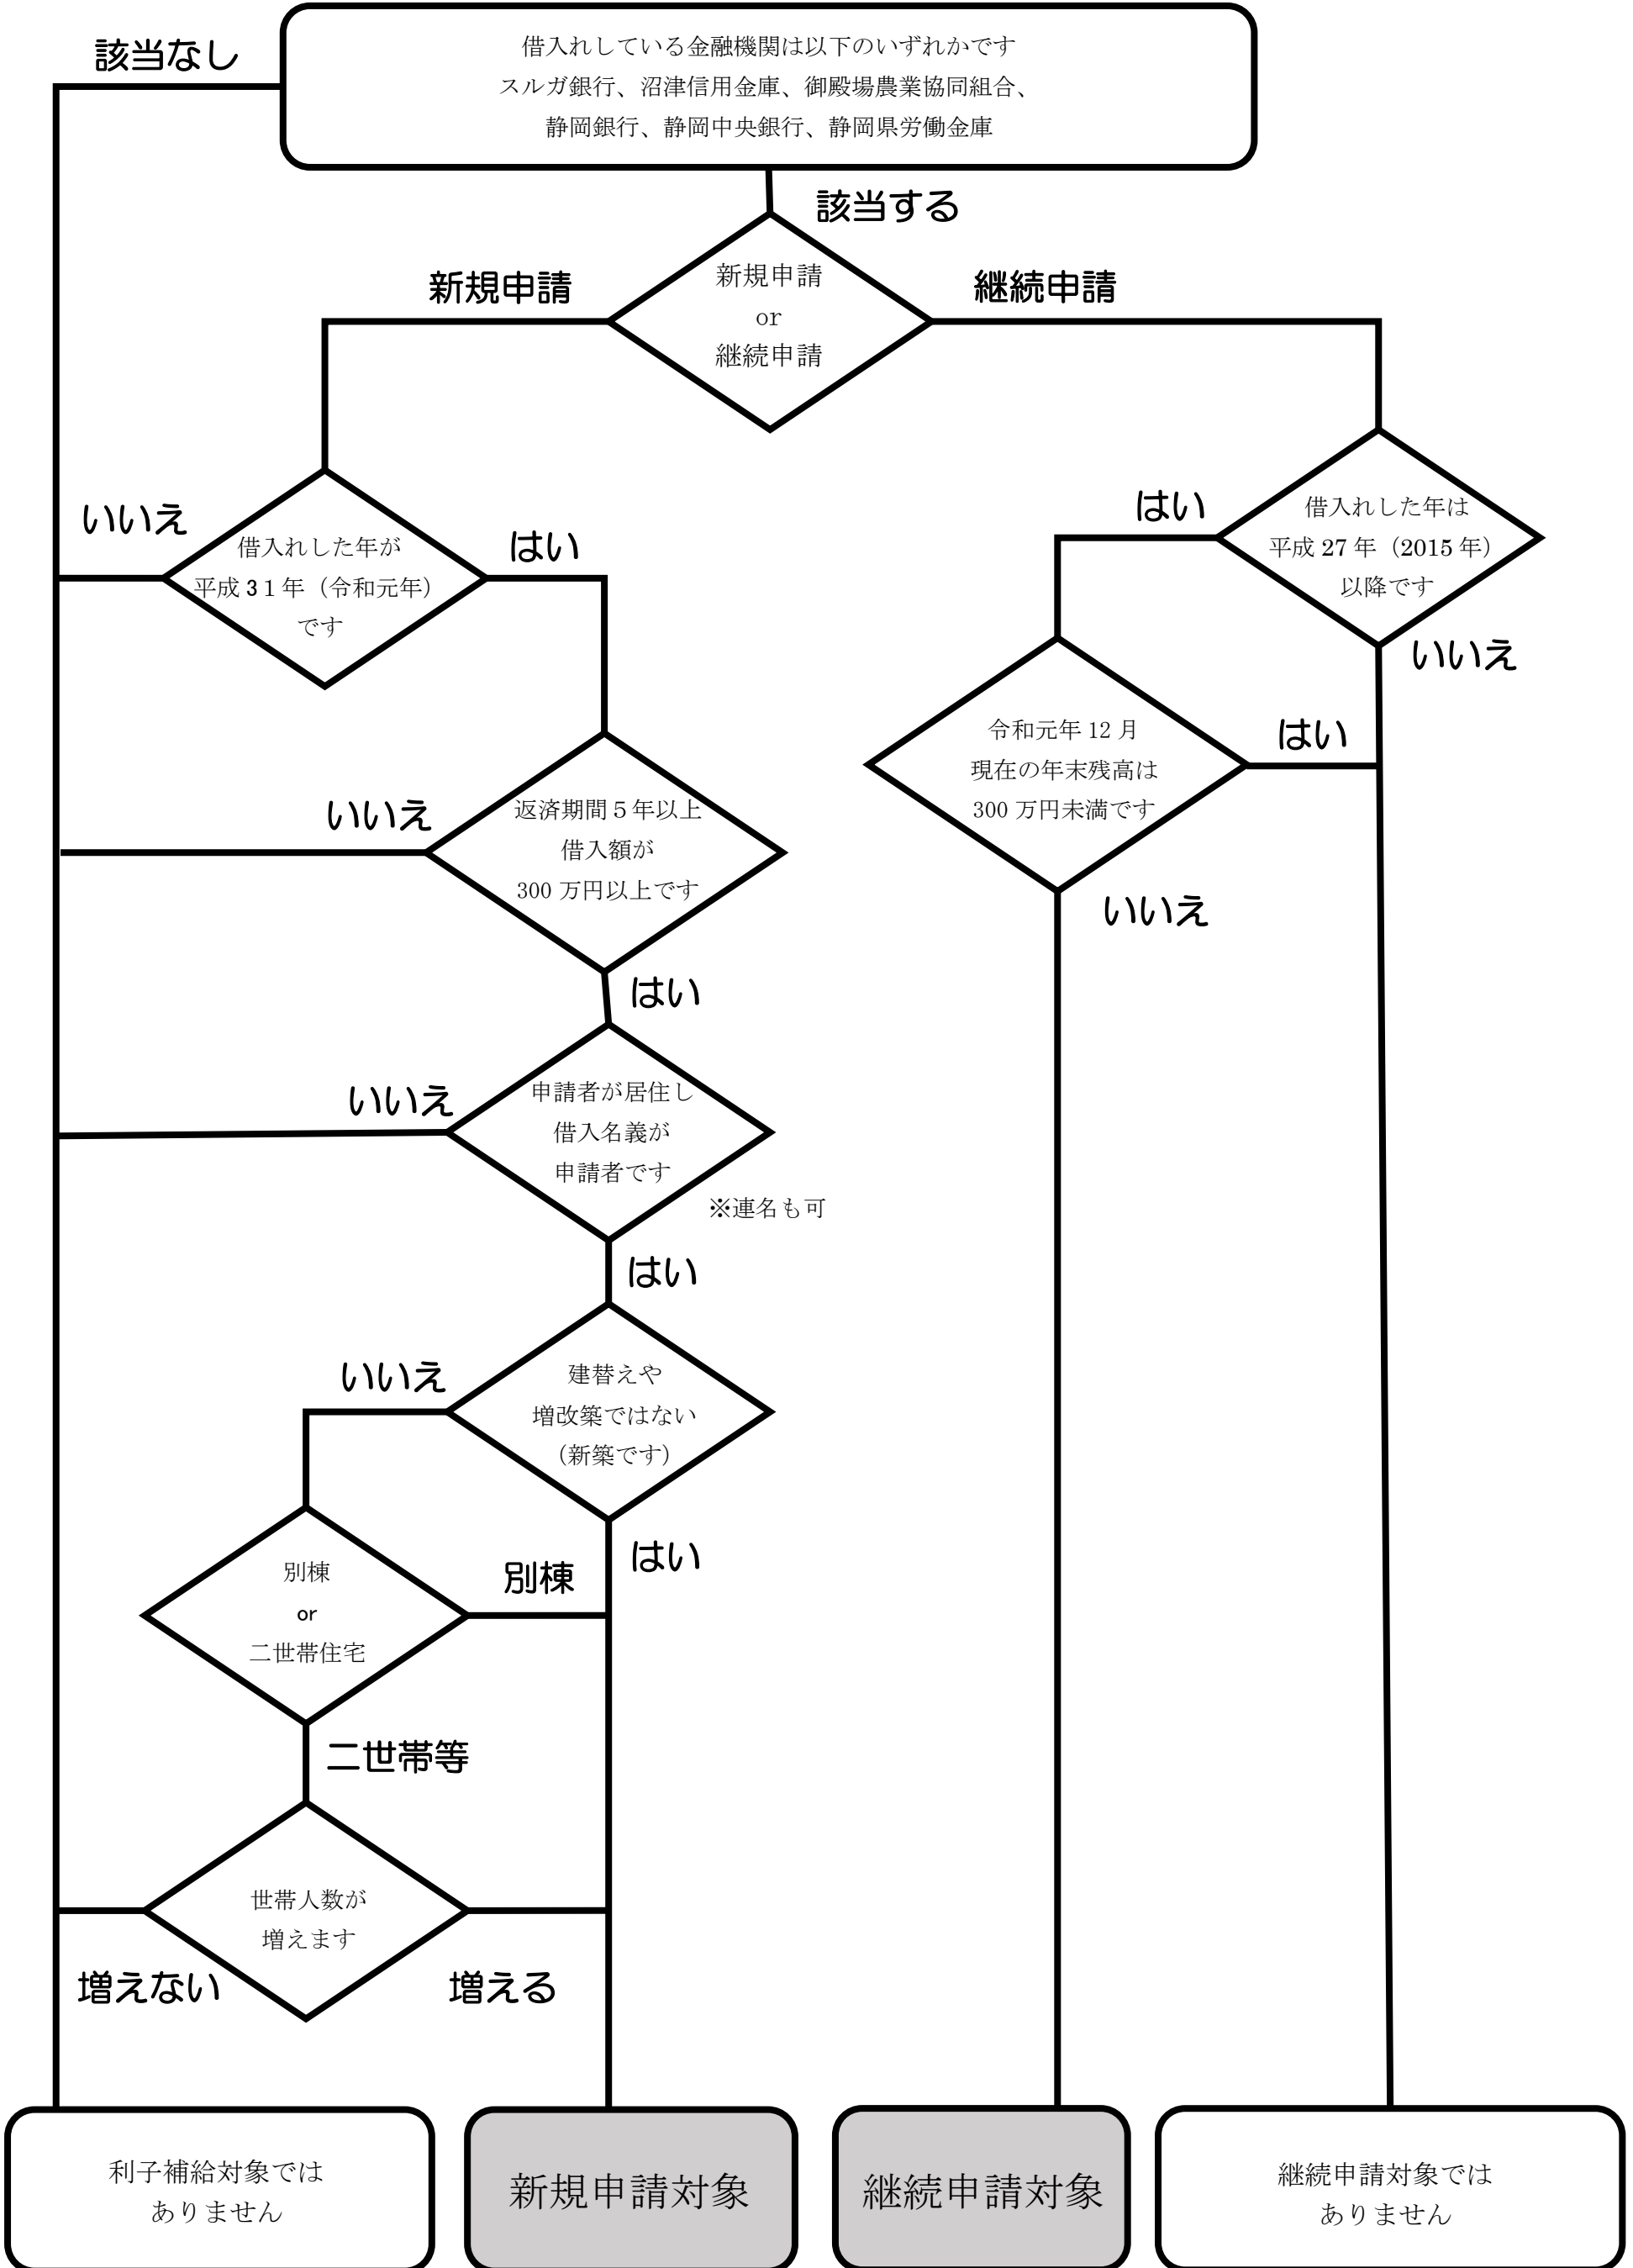 該当なし
借入れしている金融機関は以下のいずれかです
スルガ銀行、沼津信用金庫、御殿場農業協同組合、
静岡銀行、静岡中央銀行、静岡県労働金庫
該当する
新規申請
新規申請
or
継続申請
継続申請
いいえ
借入れした年が
平成31年（令和元年）
です
はい
はい
借入れした年は
平成 27 年（2015 年）
以降です
いいえ
いいえ
返済期間５年以上
借入額が
300 万円以上です
はい
令和元年 12 月
現在の年末残高は
300 万円未満です
はい
いいえ
いいえ
申請者が居住し
借入名義が
申請者です
※連名も可
はい
いいえ
建替えや
増改築ではない
（新築です）
はい
別棟
or
二世帯住宅
別棟
二世帯等
世帯人数が
増えます
増えない
増える
利子補給対象では
ありません
新規申請対象
継続申請対象
継続申請対象では
ありません